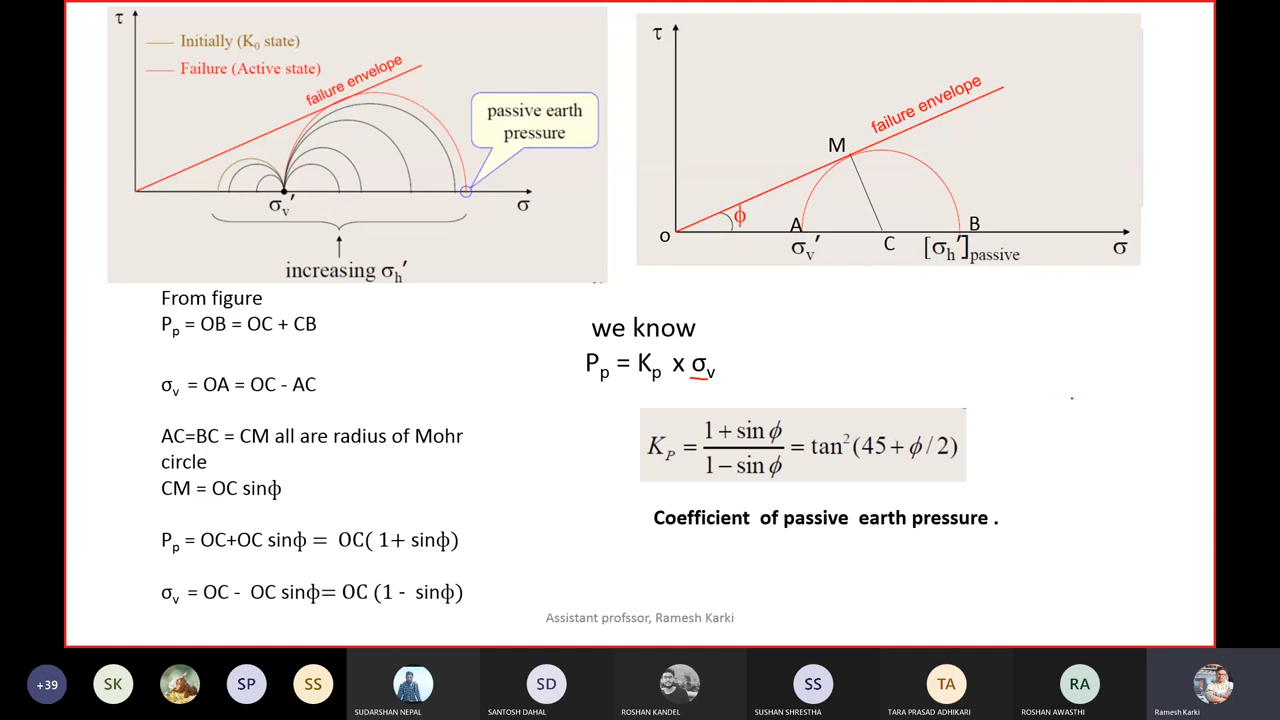 τ
Initially (K0 state)
Failure (Active state)
failure envelope
passive earth
pressure
σv′
σ
increasing σh′
τ
failure envelope
M
ϕ
A
B
O
C
σv′
[σh′]passive
σ
From figure
Pp = OB = OC + CB
σv = OA = OC - AC
AC=BC = CM all are radius of Mohr
circle
CM = OC sinф
Pp = OC+OC sinф = OC( 1+ sinф)
σv = OC - OC sinф= OC (1 - sinф)
we know
Pp = Kp x σv
KP = 1 + sin ϕ / 1 − sin ϕ = tan²(45 + ϕ / 2)
Coefficient of passive earth pressure .
Assistant profssor, Ramesh Karki
+39
SK
SP
SS
SD
SS
TA
RA
SUDARSHAN NEPAL
SANTOSH DAHAL
ROSHAN KANDEL
SUSHAN SHRESTHA
TARA PRASAD ADHIKARI
ROSHAN AWASTHI
Ramesh Karki